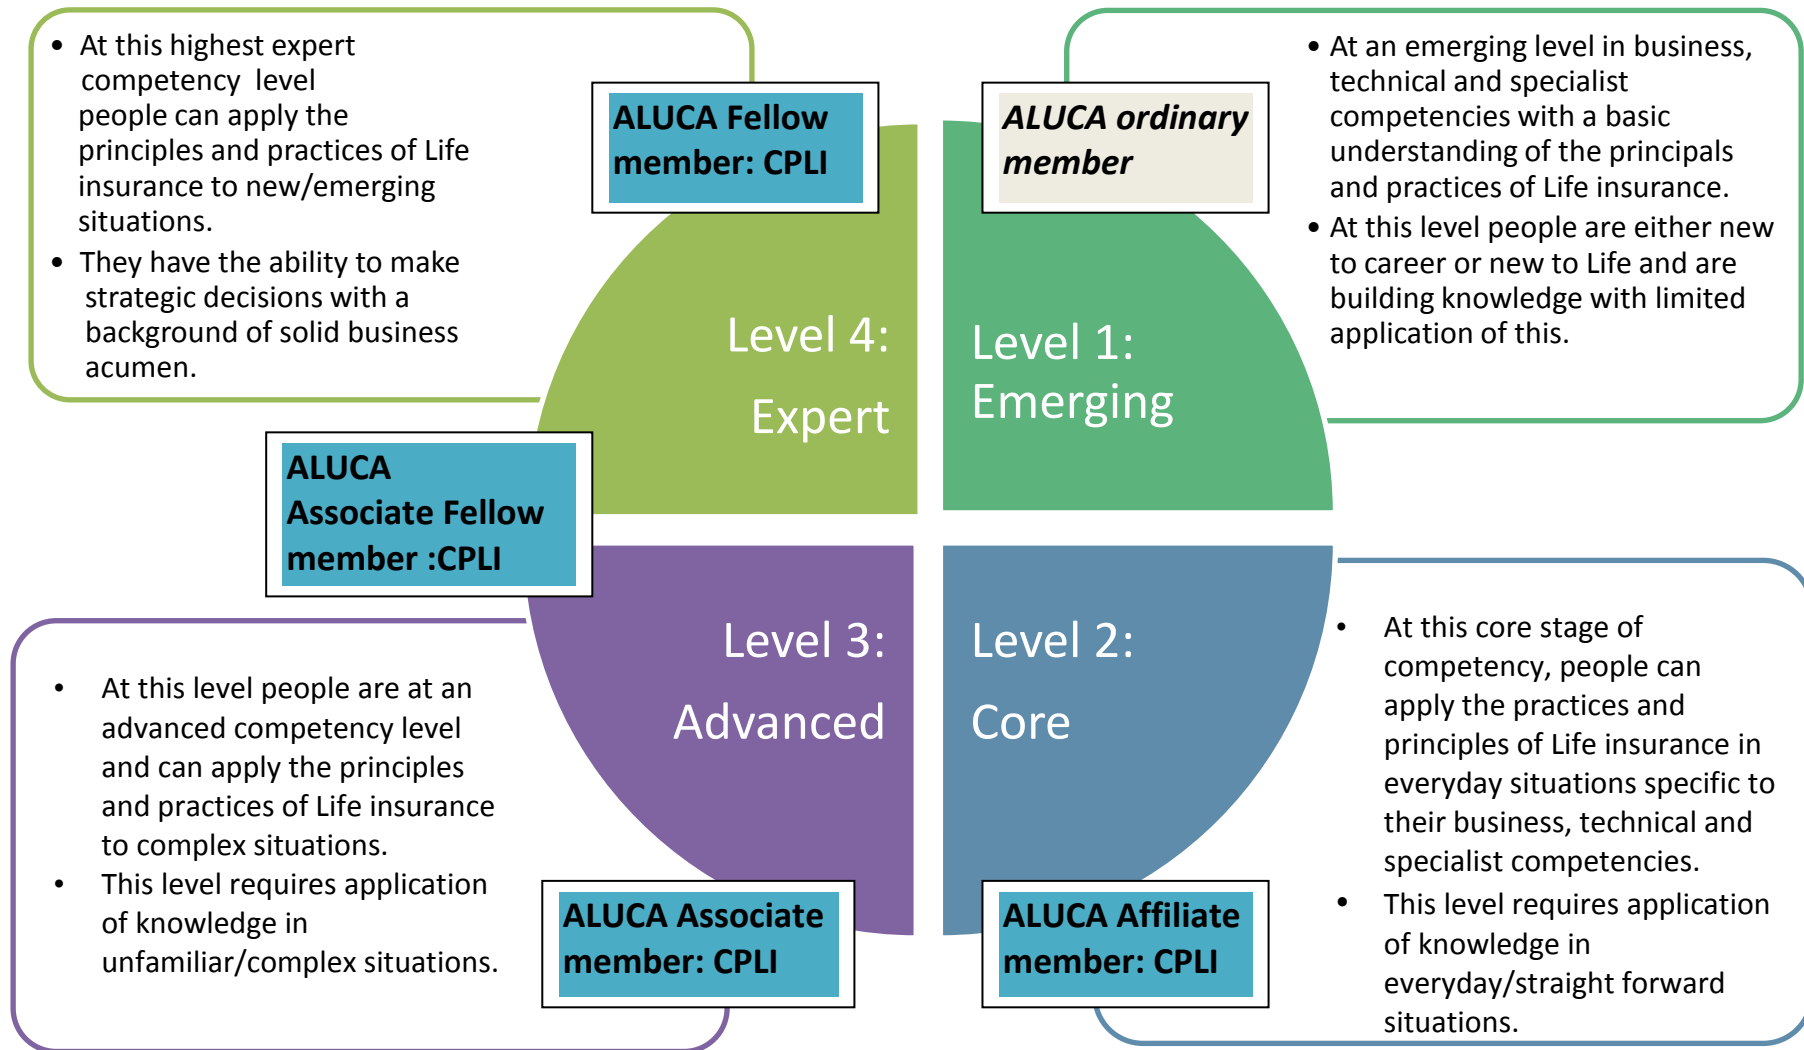 • At this highest expert
competency level
people can apply the
principles and practices of Life
insurance to new/emerging
situations.
• They have the ability to make
strategic decisions with a
background of solid business
acumen.
ALUCA Fellow
member: CPLI
ALUCA ordinary
member
• At an emerging level in business,
technical and specialist
competencies with a basic
understanding of the principals
and practices of Life insurance.
• At this level people are either new
to career or new to Life and are
building knowledge with limited
application of this.
Level 4:
Expert
Level 1:
Emerging
ALUCA
Associate Fellow
member :CPLI
Level 3:
Advanced
Level 2:
Core
• At this level people are at an
advanced competency level
and can apply the principles
and practices of Life insurance
to complex situations.
• This level requires application
of knowledge in
unfamiliar/complex situations.
ALUCA Associate
member: CPLI
ALUCA Affiliate
member: CPLI
• At this core stage of
competency, people can
apply the practices and
principles of Life insurance in
everyday situations specific to
their business, technical and
specialist competencies.
• This level requires application
of knowledge in
everyday/straight forward
situations.